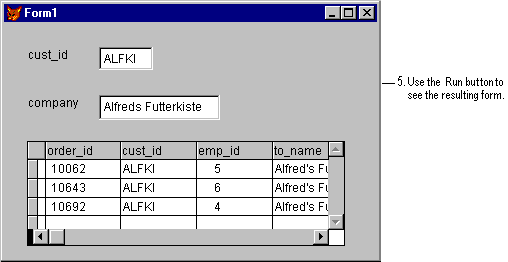 Form1
cust_id ALFKI
5. Use the Run button to
see the resulting form.
company Alfreds Futterkiste
order_id cust_id emp_id to_name
10062 ALFKI 5 Alfred's Fu
10643 ALFKI 6 Alfred's Fu
10692 ALFKI 4 Alfred's Fu